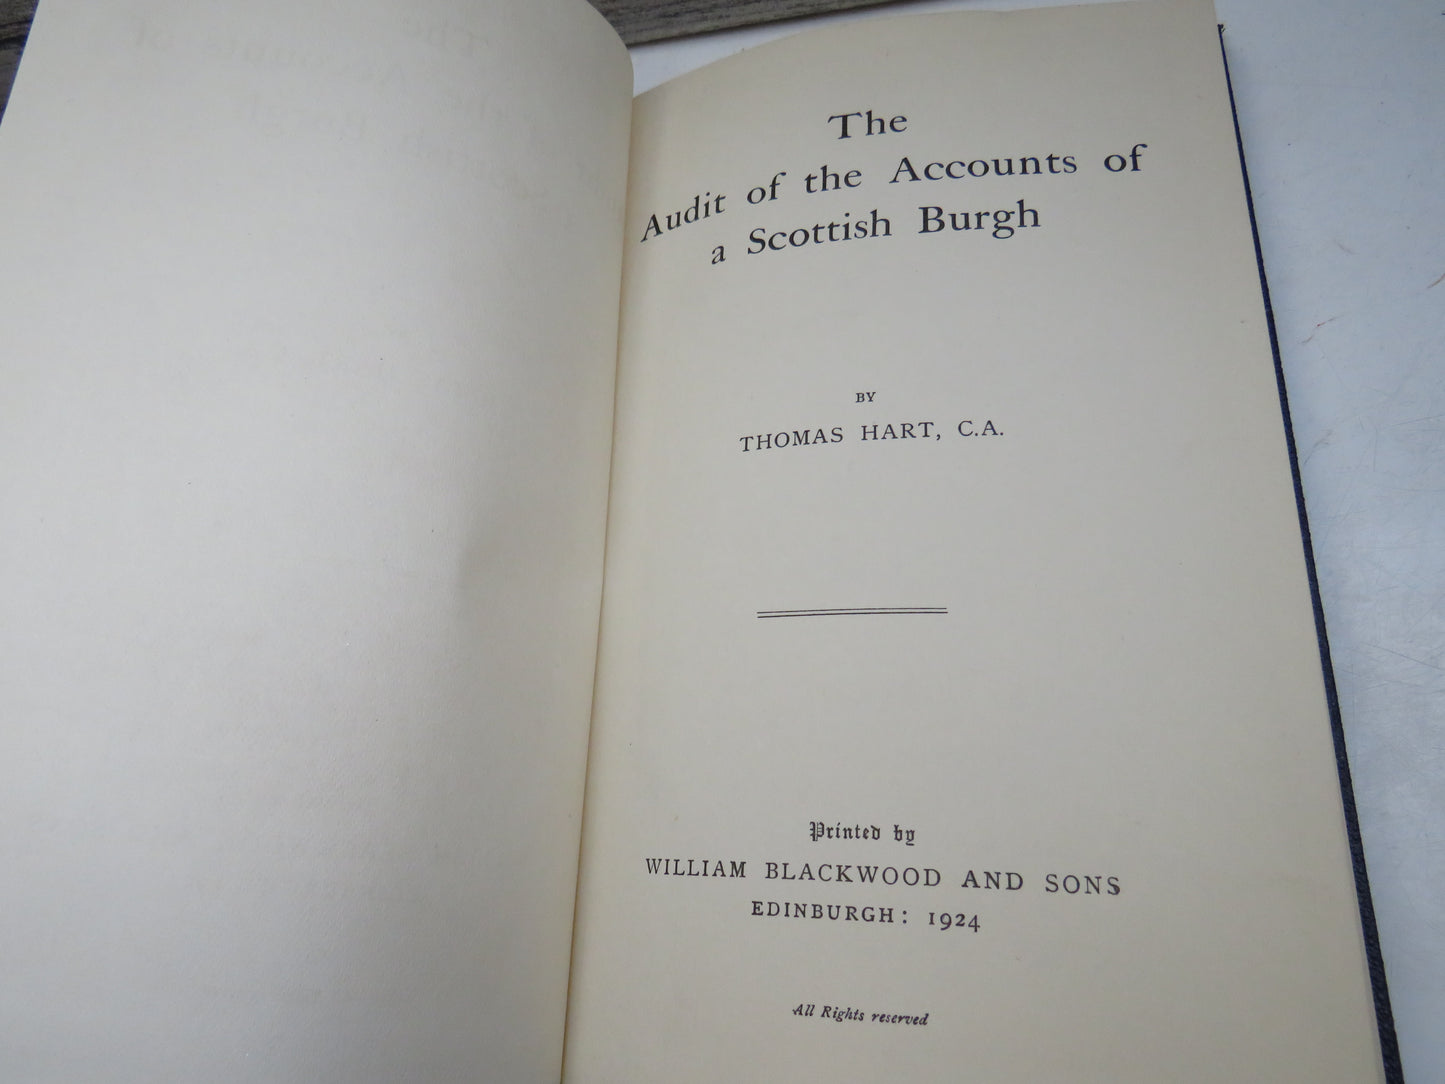 The
Audit of the Accounts of
a Scottish Burgh
BY
THOMAS HART, C.A.
Printed by
WILLIAM BLACKWOOD AND SONS
EDINBURGH: 1924
All Rights reserved